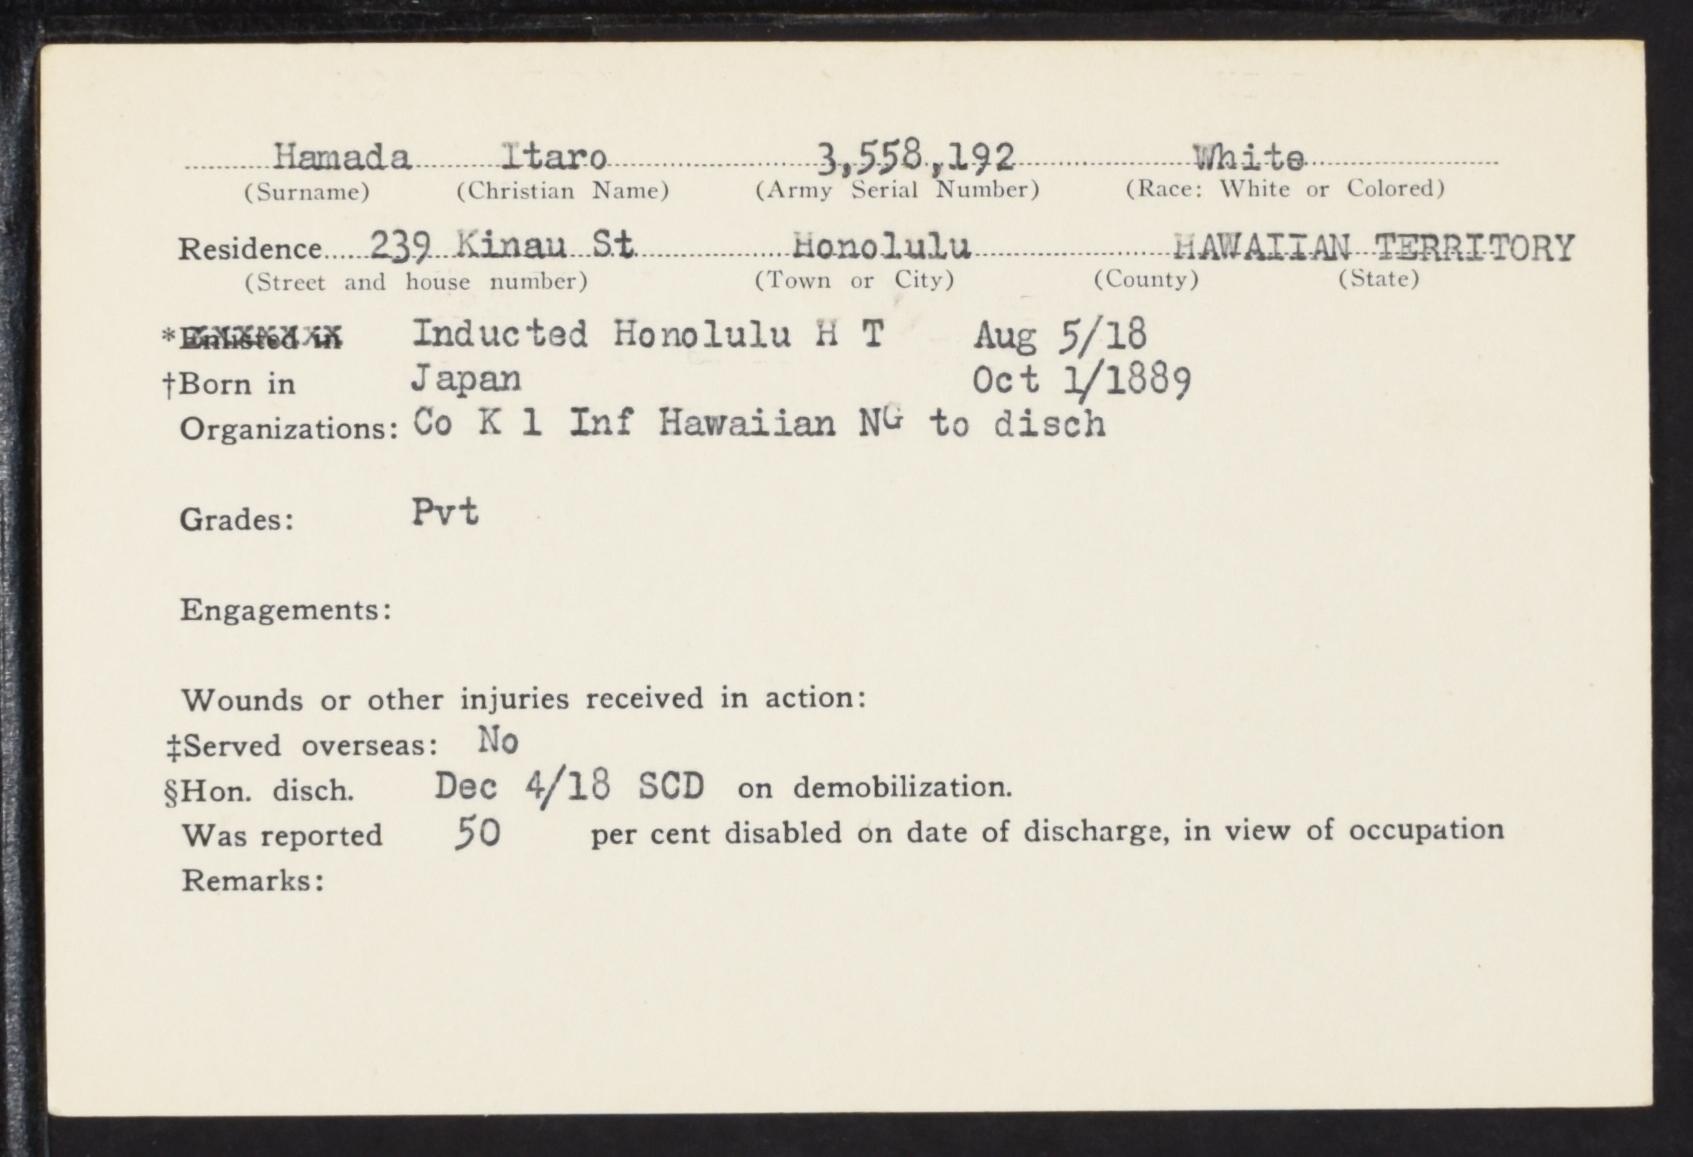 Hamada Itaro 3,558,192 White
(Surname) (Christian Name) (Army Serial Number) (Race: White or Colored)
Residence 239 Kinau St Honolulu HAWAIIAN TERRITORY
(Street and house number) (Town or City) (County) (State)
*Enlisted in Inducted Honolulu H T Aug 5/18
†Born in Japan Oct 1/1889
Organizations: Co K 1 Inf Hawaiian NG to disch
Grades: Pvt
Engagements:
Wounds or other injuries received in action:
‡Served overseas: No
§Hon. disch. Dec 4/18 SCD on demobilization.
Was reported 50 per cent disabled on date of discharge, in view of occupation
Remarks: